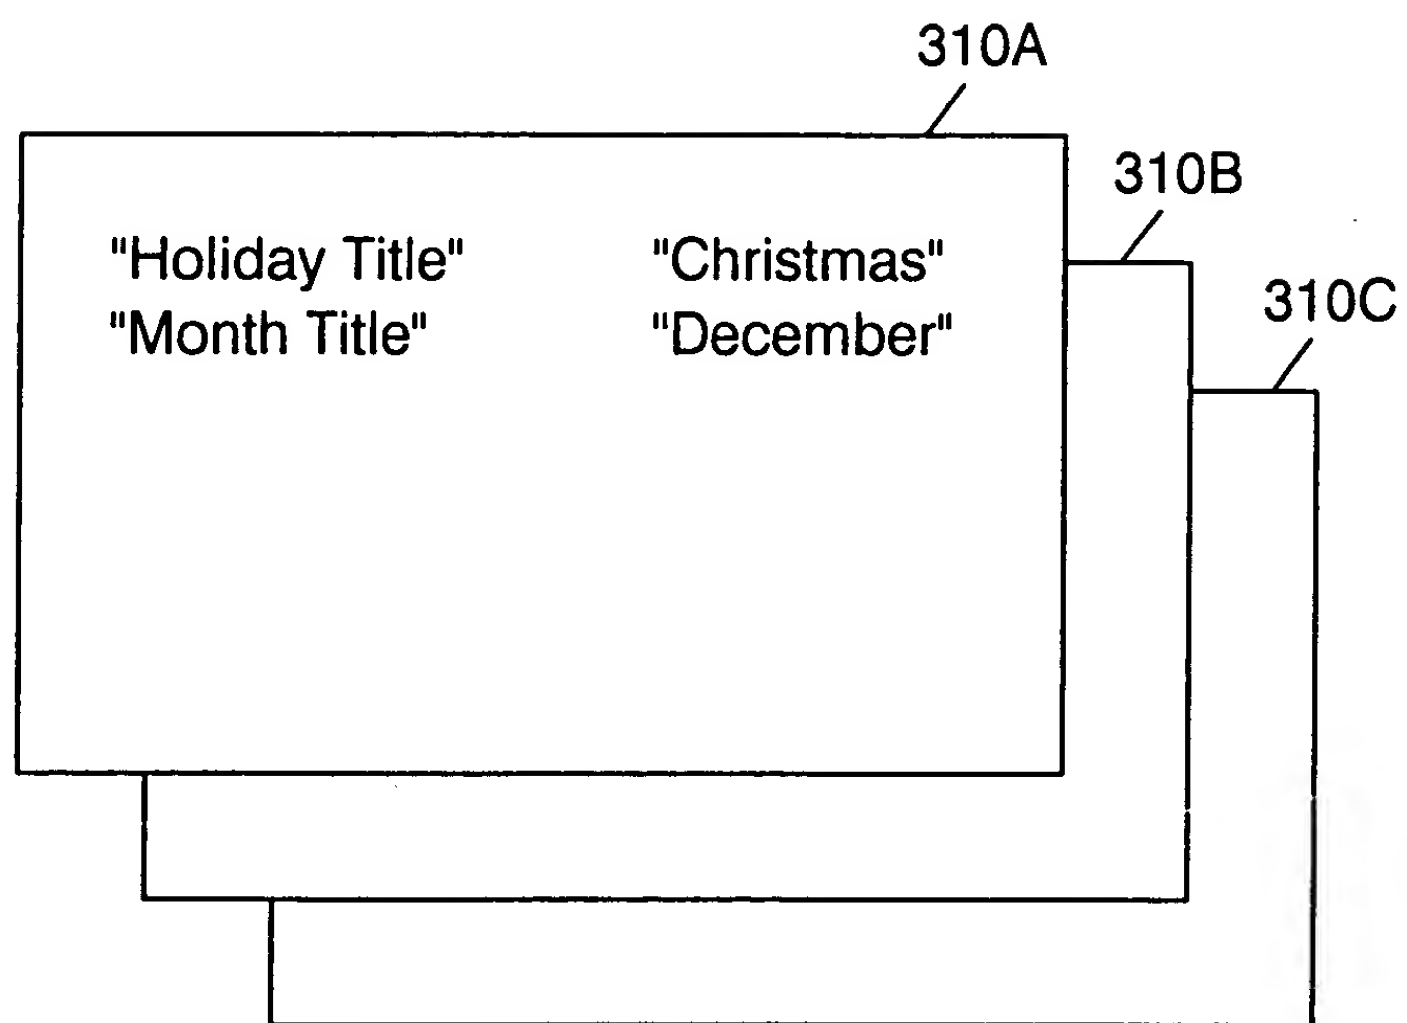 310A
310B
310C
"Holiday Title" "Christmas"
"Month Title" "December"